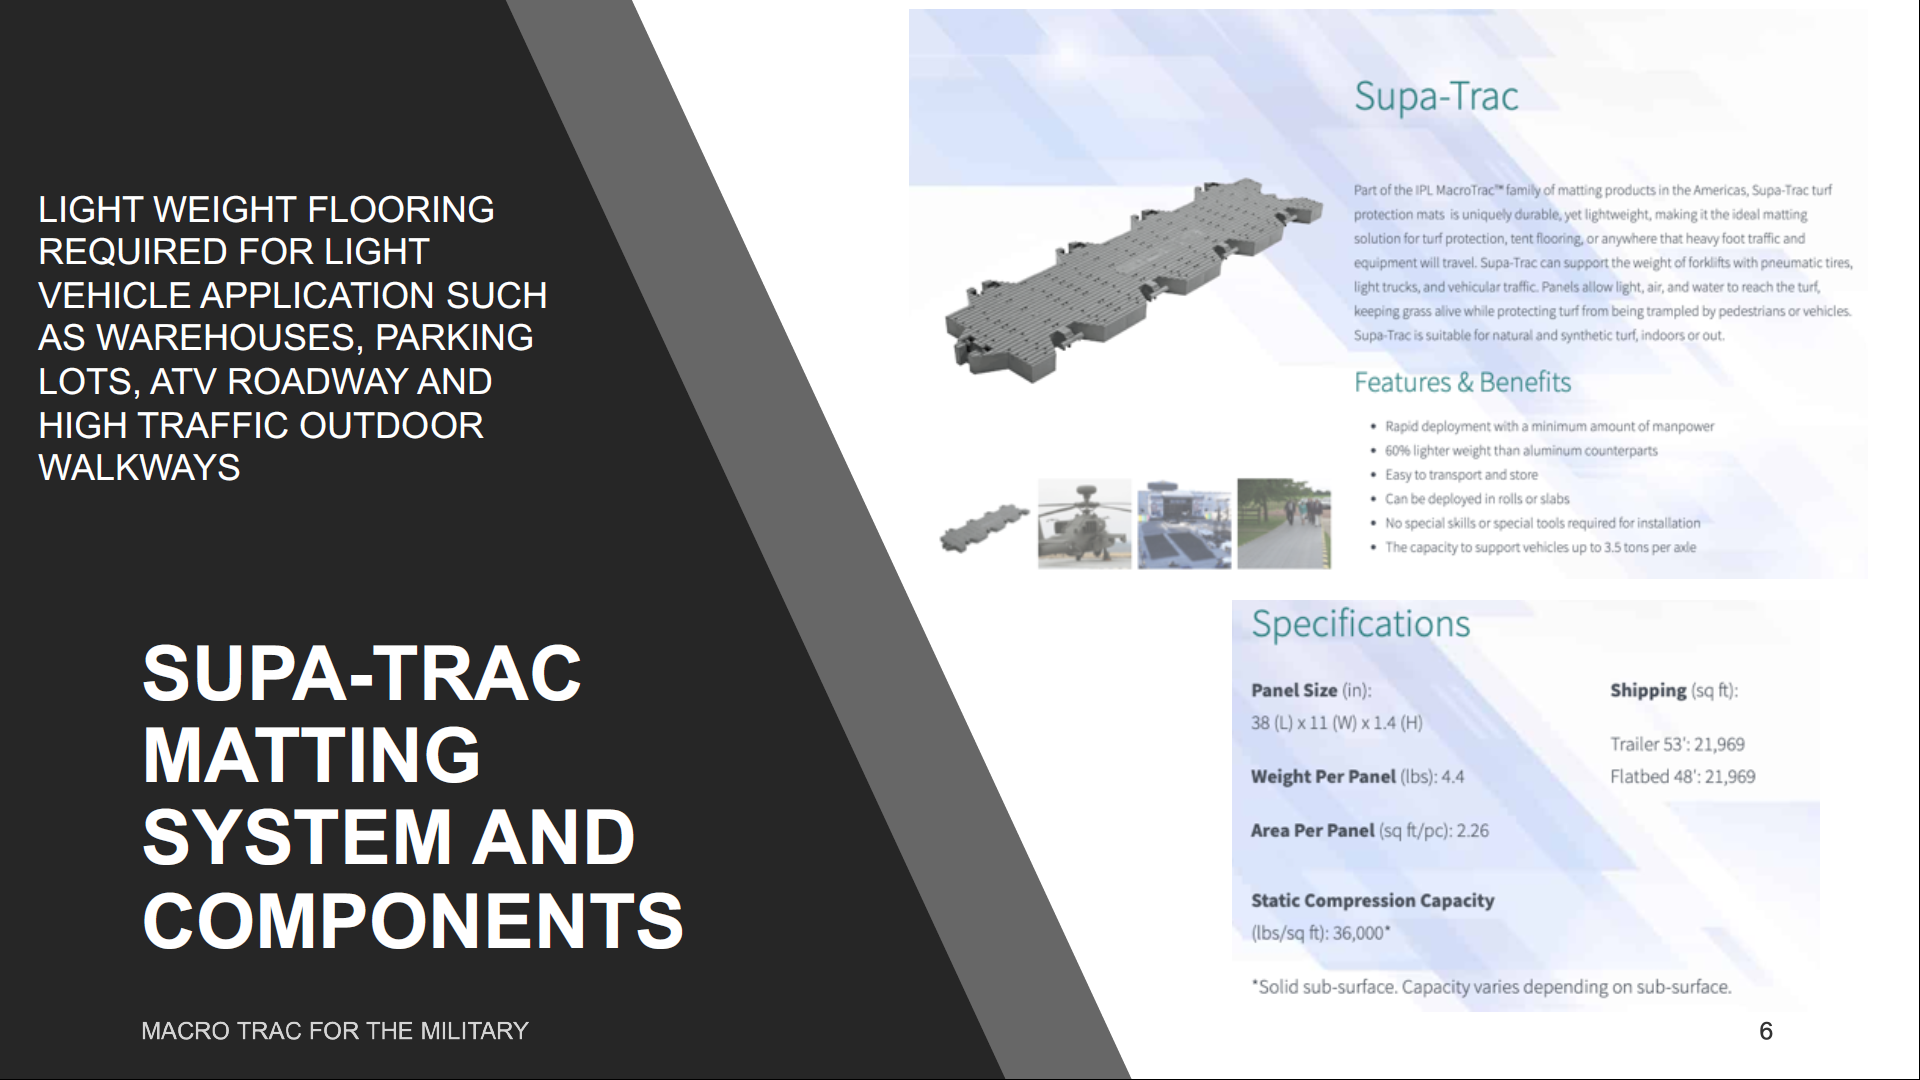 LIGHT WEIGHT FLOORING
REQUIRED FOR LIGHT
VEHICLE APPLICATION SUCH
AS WAREHOUSES, PARKING
LOTS, ATV ROADWAY AND
HIGH TRAFFIC OUTDOOR
WALKWAYS
SUPA-TRAC
MATTING
SYSTEM AND
COMPONENTS
MACRO TRAC FOR THE MILITARY
Supa-Trac
Part of the IPL MacroTrac™ family of matting products in the Americas, Supa-Trac turf
protection mats is uniquely durable, yet lightweight, making it the ideal matting
solution for turf protection, tent flooring, or anywhere that heavy foot traffic and
equipment will travel. Supa-Trac can support the weight of forklifts with pneumatic tires,
light trucks, and vehicular traffic. Panels allow light, air, and water to reach the turf,
keeping grass alive while protecting turf from being trampled by pedestrians or vehicles.
Supa-Trac is suitable for natural and synthetic turf, indoors or out.
Features & Benefits
• Rapid deployment with a minimum amount of manpower
• 60% lighter weight than aluminum counterparts
• Easy to transport and store
• Can be deployed in rolls or slabs
• No special skills or special tools required for installation
• The capacity to support vehicles up to 3.5 tons per axle
Specifications
Panel Size (in):
38 (L) x 11 (W) x 1.4 (H)
Weight Per Panel (lbs): 4.4
Area Per Panel (sq ft/pc): 2.26
Static Compression Capacity
(lbs/sq ft): 36,000*
Shipping (sq ft):
Trailer 53': 21,969
Flatbed 48': 21,969
*Solid sub-surface. Capacity varies depending on sub-surface.
6